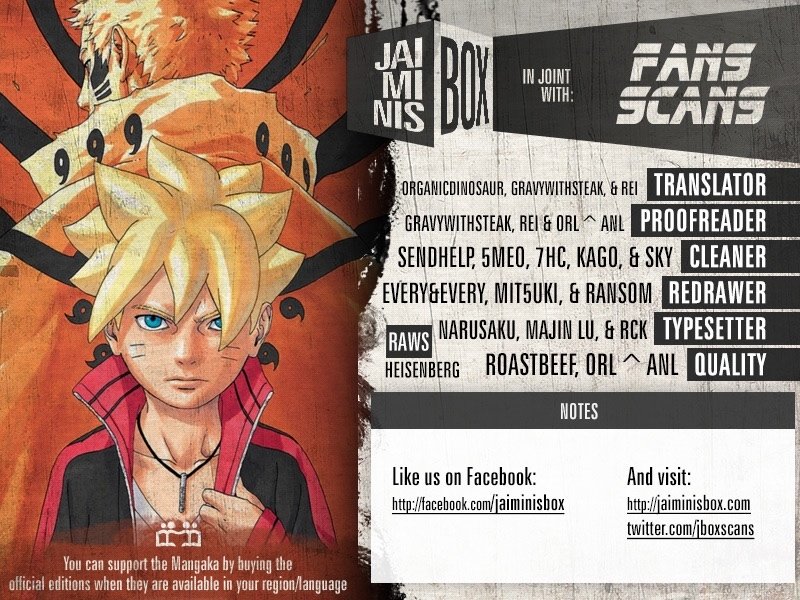 JAI
MI
NIS
BOX
IN JOINT
WITH:
FANS
SCANS
ORGANICDINOSAUR, GRAVYWITHSTEAK, & REI TRANSLATOR
GRAVYWITHSTEAK, REI & ORL ^ ANL PROOFREADER
SENDHELP, 5MEO, 7HC, KAGO, & SKY CLEANER
EVERY&EVERY, MIT5UKI, & RANSOM REDRAWER
NARUSAKU, MAJIN LU, & RCK TYPESETTER
RAWS
HEISENBERG
ROASTBEEF, ORL ^ ANL QUALITY
NOTES
Like us on Facebook:
http://facebook.com/jaiminisbox
And visit:
http://jaiminisbox.com
twitter.com/jboxscans
You can support the Mangaka by buying the
official editions when they are available in your region/language